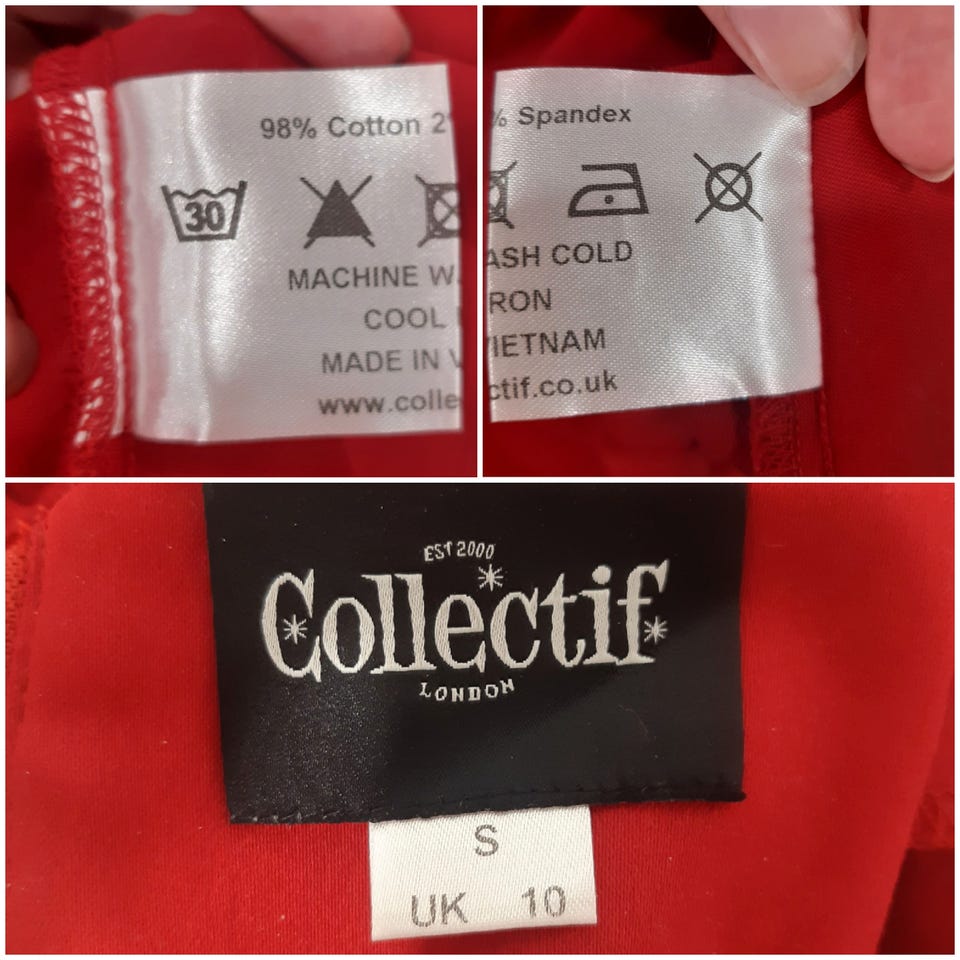 98% Cotton 2%
30
MACHINE W
COOL
MADE IN V
www.colle
% Spandex
ASH COLD
RON
IETNAM
ctif.co.uk
EST 2000
Collectif
LONDON
S
UK 10